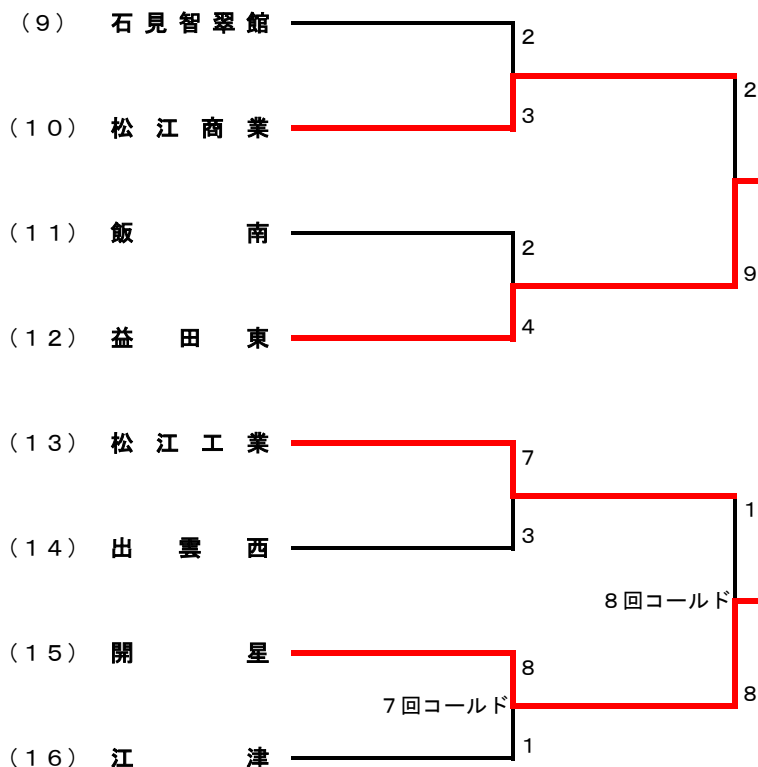 （９） 石見智翠館
2
2
（１０） 松江商業
3
（１１） 飯南
2
9
（１２） 益田東
4
（１３） 松江工業
7
1
（１４） 出雲西
3
８回コールド
（１５） 開星
8
8
７回コールド
（１６） 江津
1